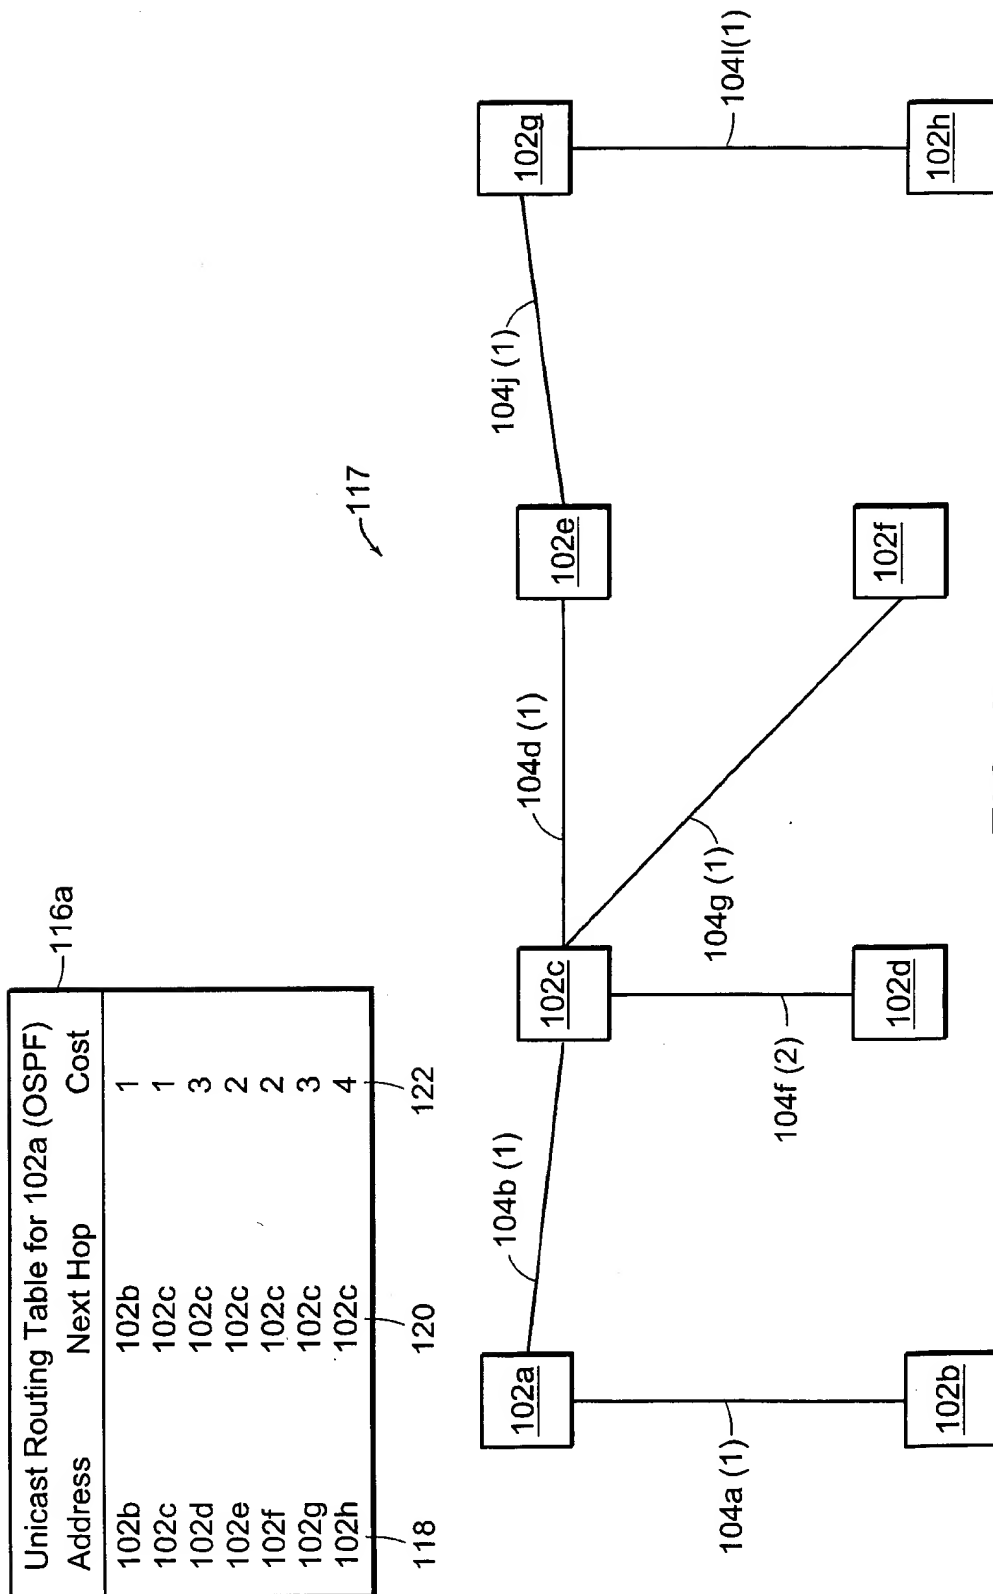 Unicast Routing Table for 102a (OSPF)
Address Next Hop Cost
102b 102b 1
102c 102c 1
102d 102c 3
102e 102c 2
102f 102c 2
102g 102c 3
102h 102c 4
118 120 122
116a
117
104b (1)
104d (1)
104j (1)
102a
102c
102e
102g
104a (1)
104f (2)
104g (1)
104l(1)
102b
102d
102f
102h